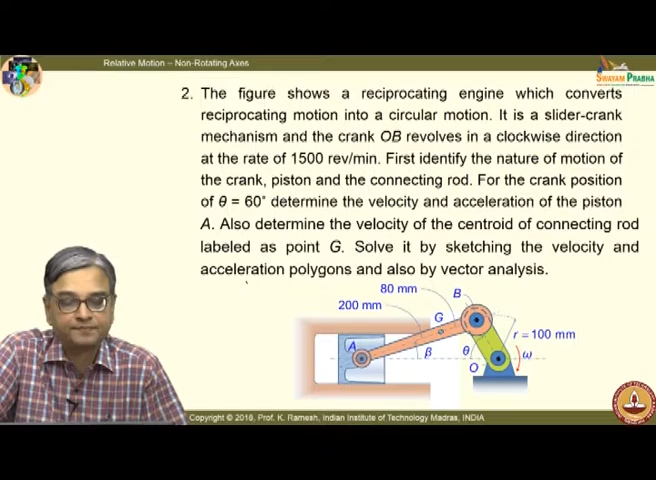 Relative Motion – Non-Rotating Axes
SWAYAM PRABHA
2. The figure shows a reciprocating engine which converts
reciprocating motion into a circular motion. It is a slider-crank
mechanism and the crank OB revolves in a clockwise direction
at the rate of 1500 rev/min. First identify the nature of motion of
the crank, piston and the connecting rod. For the crank position
of θ = 60° determine the velocity and acceleration of the piston
A. Also determine the velocity of the centroid of connecting rod
labeled as point G. Solve it by sketching the velocity and
acceleration polygons and also by vector analysis.
80 mm
B
200 mm
G
r = 100 mm
A
β
θ
ω
O
Copyright © 2018, Prof. K. Ramesh, Indian Institute of Technology Madras, INDIA